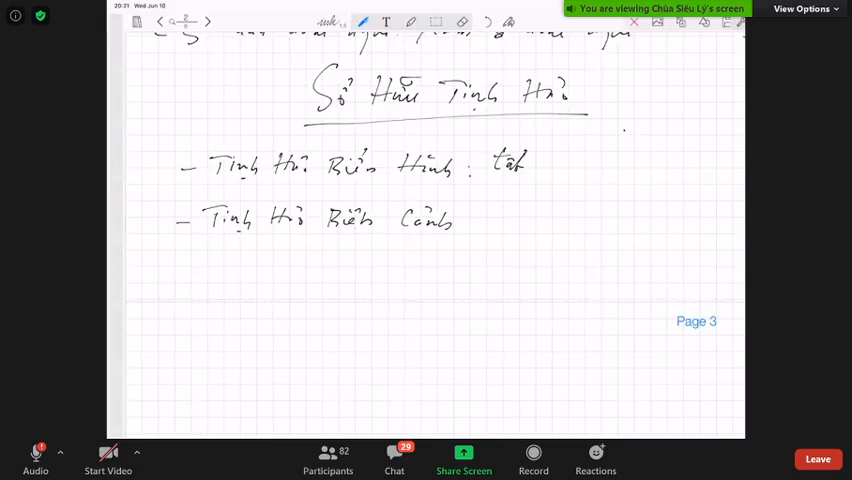 20:21 Wed Jun 10
You are viewing Chùa Siêu Lý's screen
View Options
2
Sở Hữu Tịnh Hảo
- Tịnh Hảo Biến Hành : tất
- Tịnh Hảo Biến Cảnh
Page 3
82
29
Audio
Start Video
Participants
Chat
Share Screen
Record
Reactions
Leave